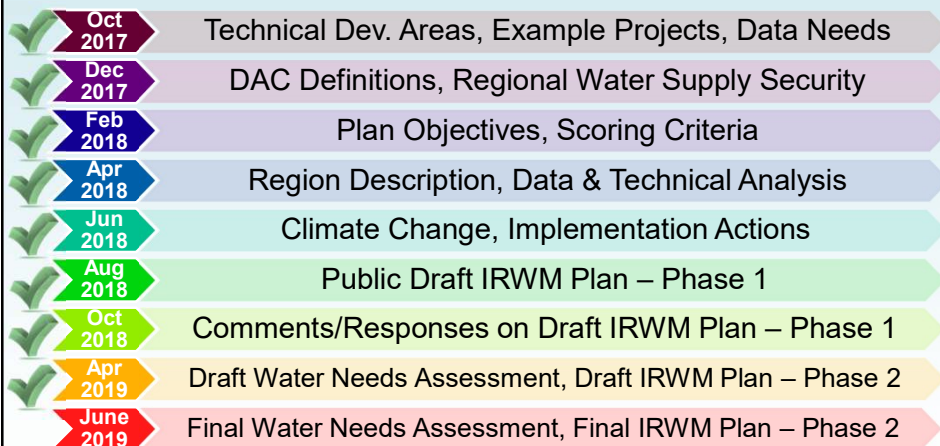 Oct
2017
Technical Dev. Areas, Example Projects, Data Needs
Dec
2017
DAC Definitions, Regional Water Supply Security
Feb
2018
Plan Objectives, Scoring Criteria
Apr
2018
Region Description, Data & Technical Analysis
Jun
2018
Climate Change, Implementation Actions
Aug
2018
Public Draft IRWM Plan – Phase 1
Oct
2018
Comments/Responses on Draft IRWM Plan – Phase 1
Apr
2019
Draft Water Needs Assessment, Draft IRWM Plan – Phase 2
June
2019
Final Water Needs Assessment, Final IRWM Plan – Phase 2